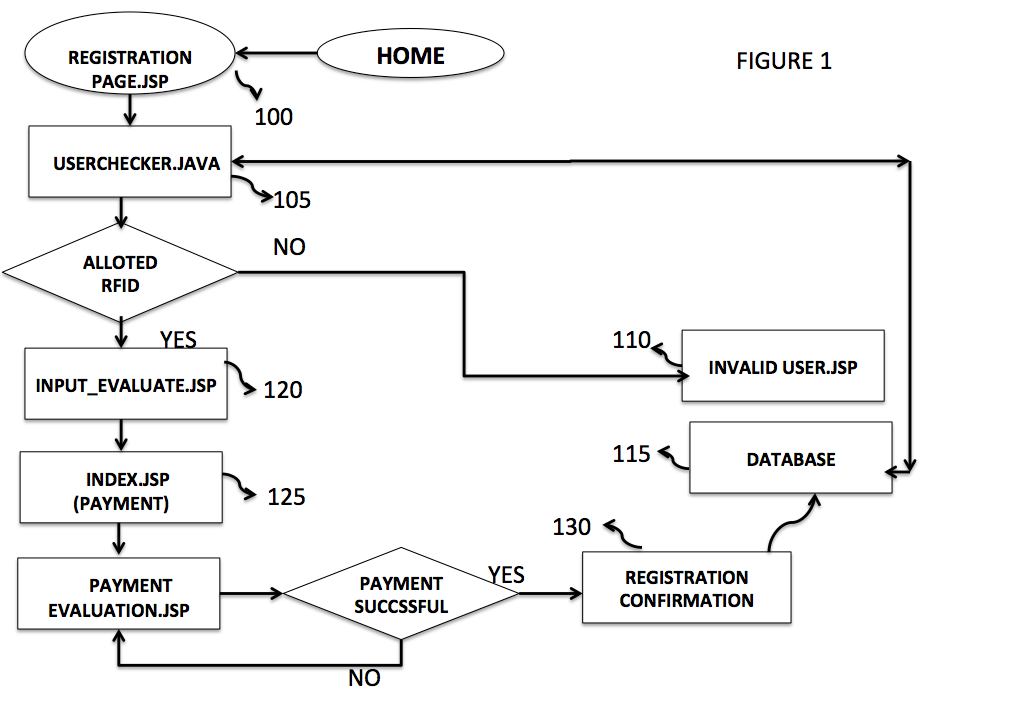 REGISTRATION
PAGE.JSP
HOME
FIGURE 1
100
USERCHECKER.JAVA
105
NO
ALLOTED
RFID
YES
110
INVALID USER.JSP
INPUT_EVALUATE.JSP
120
115
DATABASE
INDEX.JSP
(PAYMENT)
125
130
PAYMENT
EVALUATION.JSP
PAYMENT
SUCCSSFUL
YES
REGISTRATION
CONFIRMATION
NO